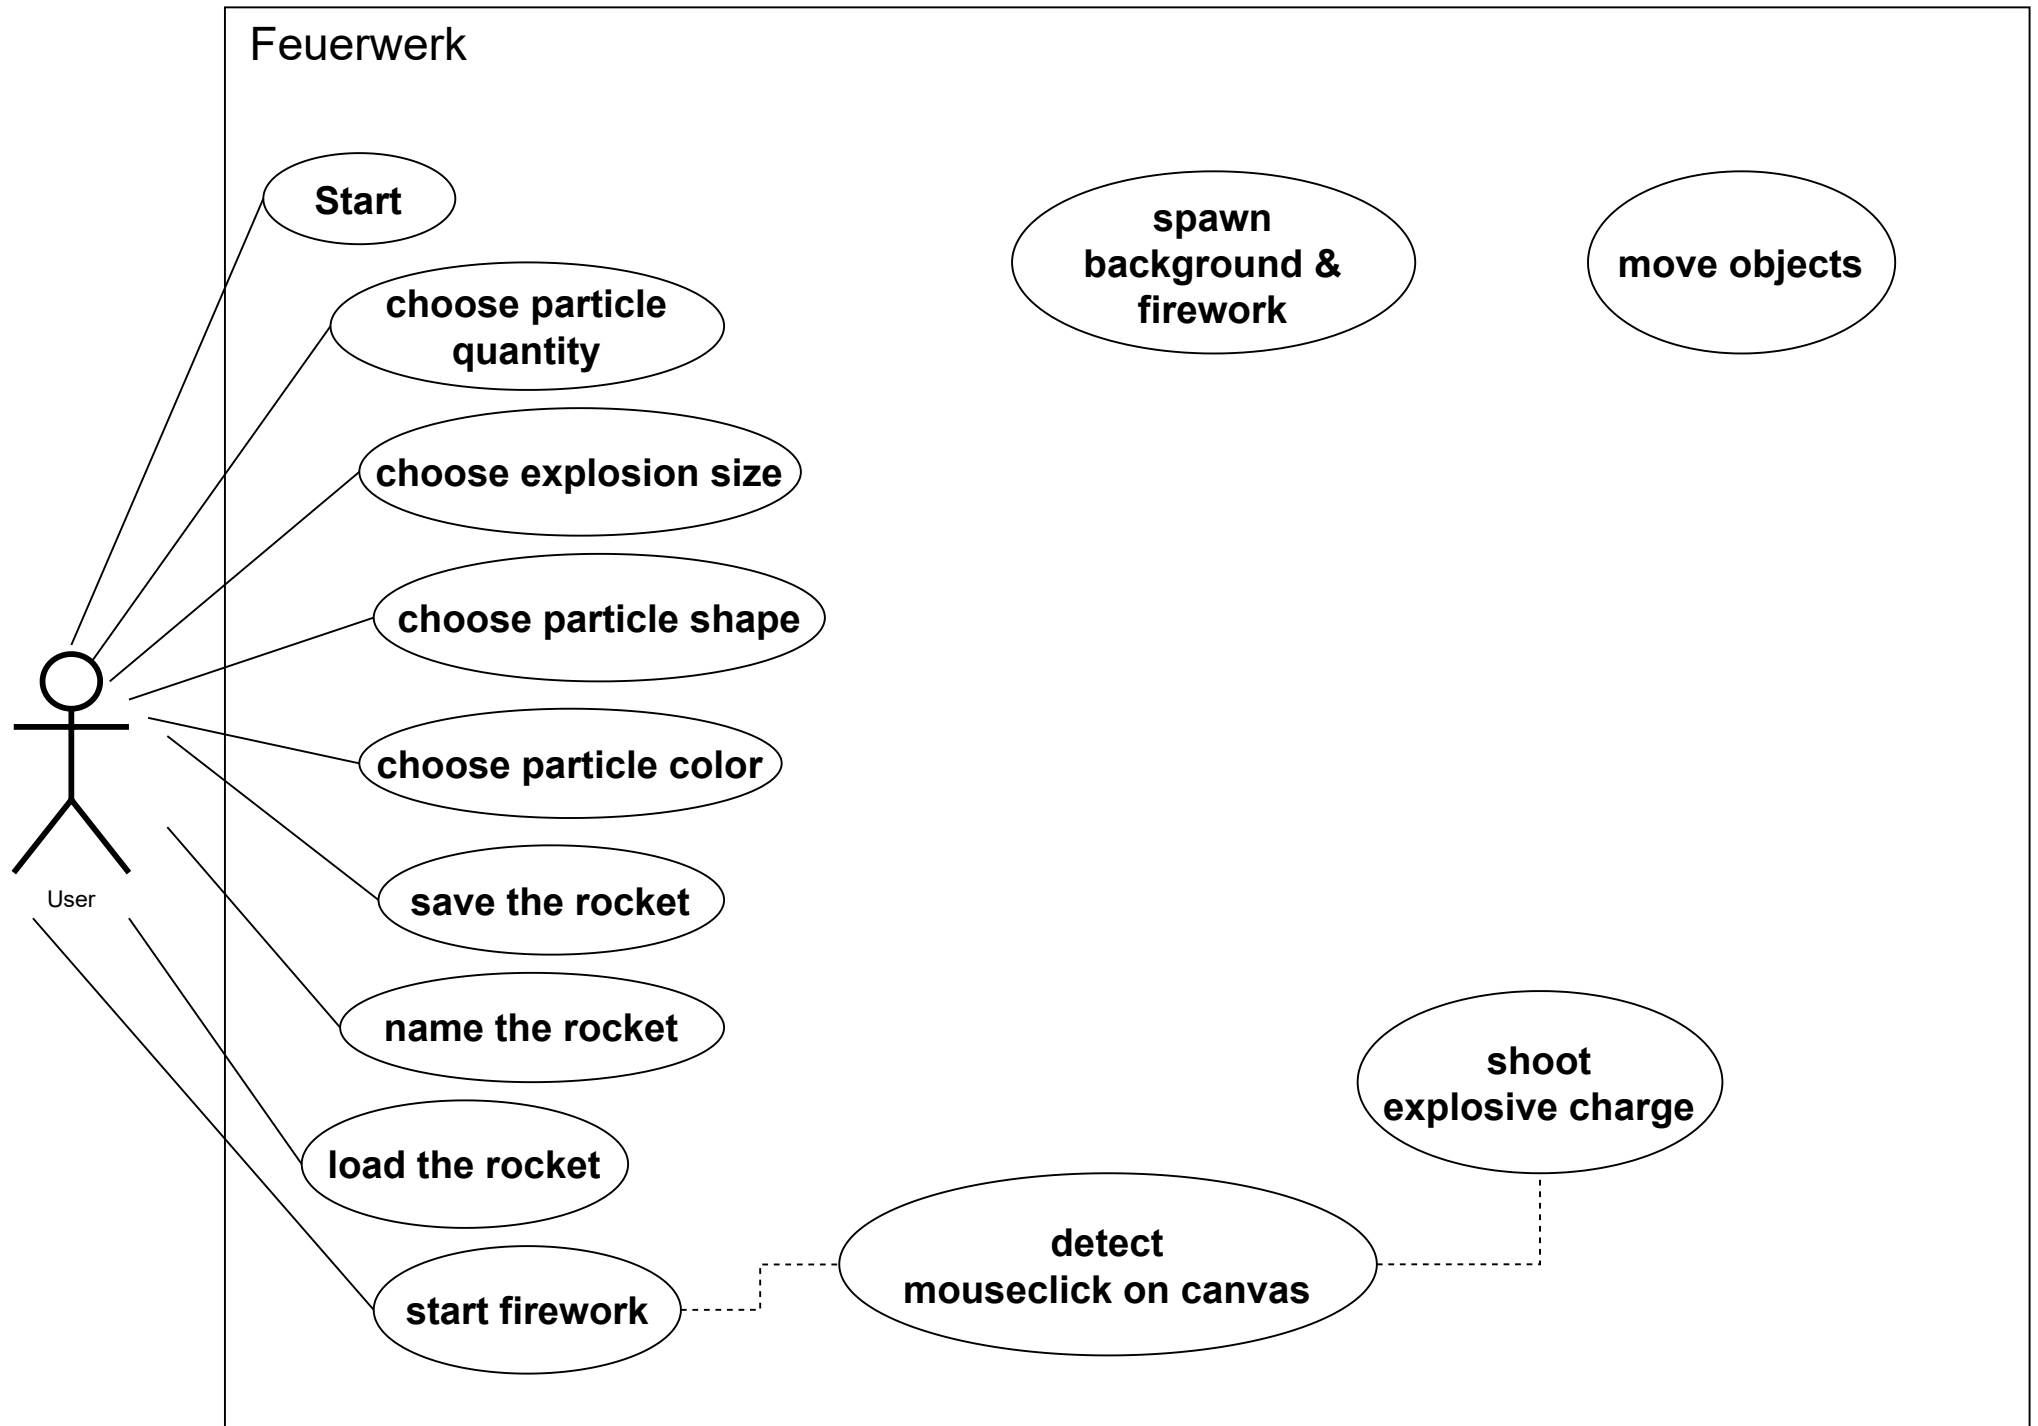 Feuerwerk
Start
choose particle
quantity
choose explosion size
choose particle shape
choose particle color
save the rocket
name the rocket
load the rocket
start firework
User
spawn
background &
firework
move objects
shoot
explosive charge
detect
mouseclick on canvas